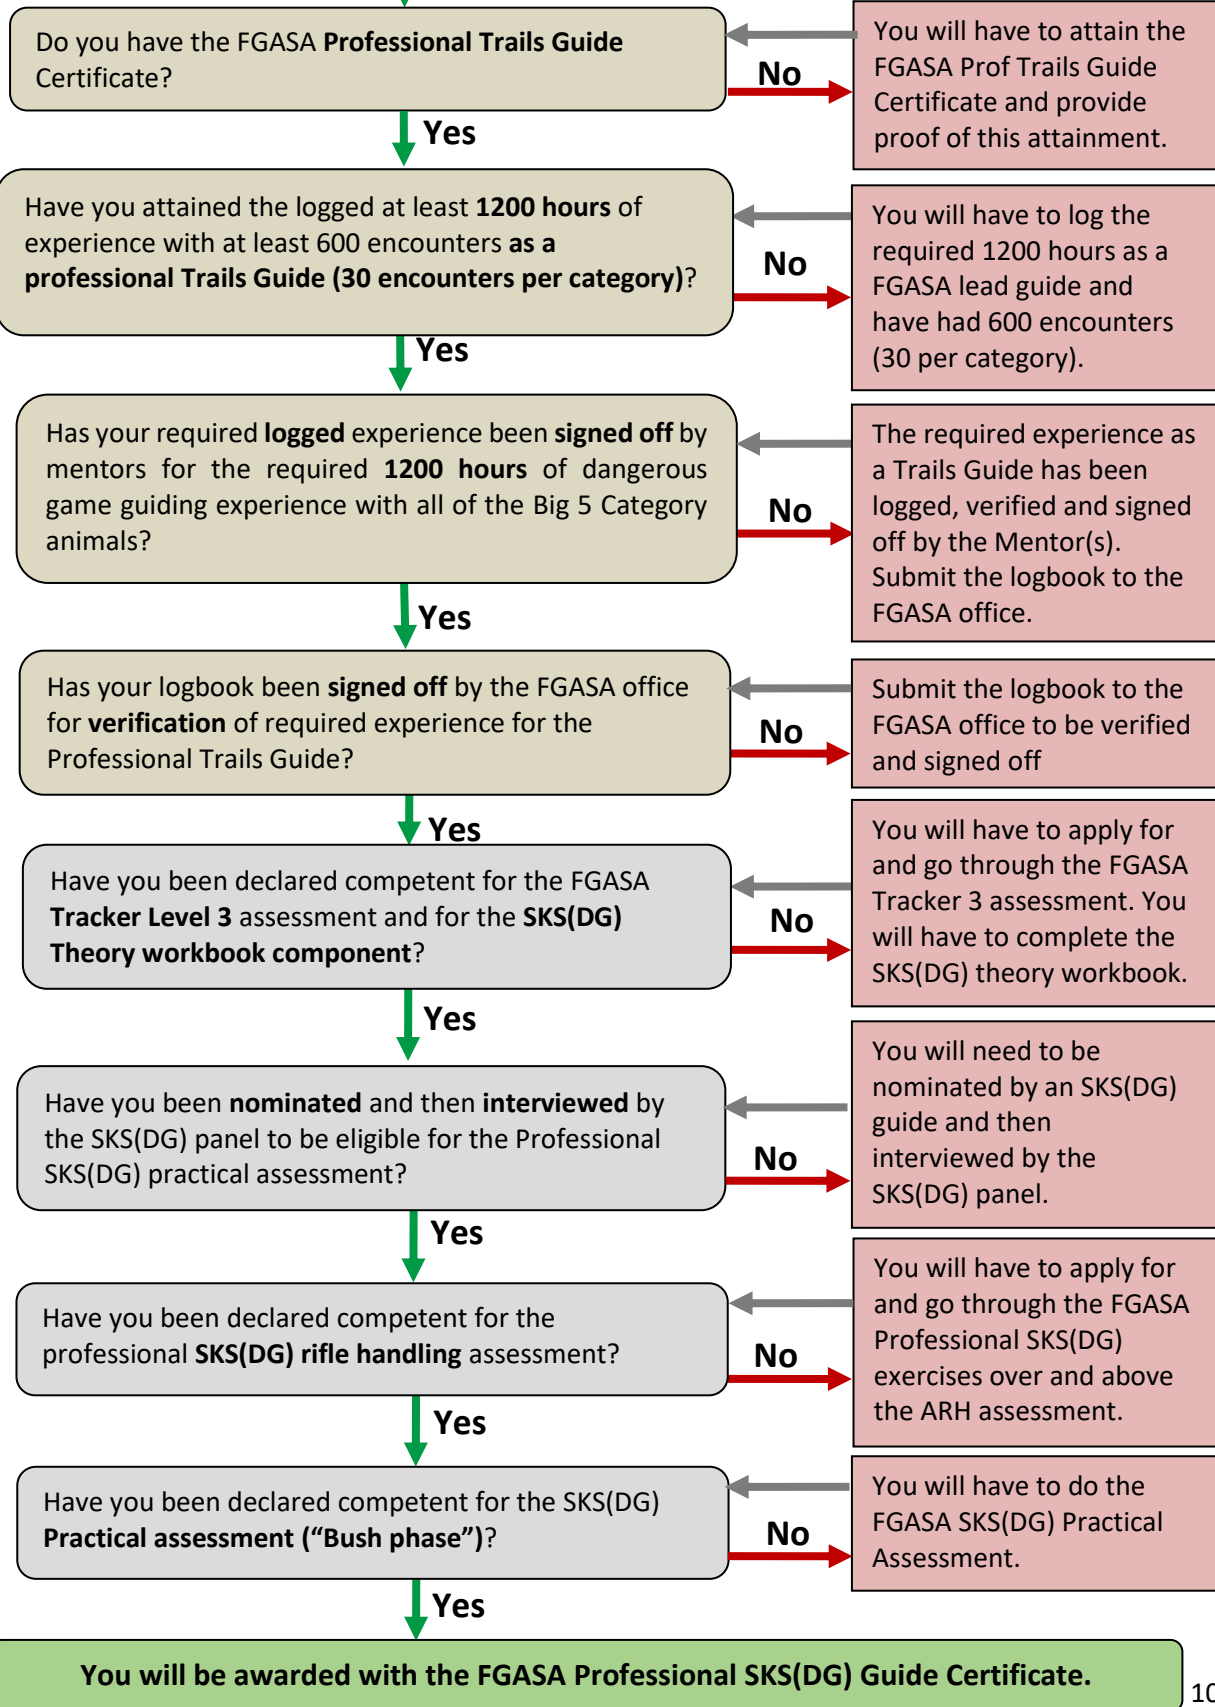 Do you have the FGASA Professional Trails Guide
Certificate?
No
You will have to attain the
FGASA Prof Trails Guide
Certificate and provide
proof of this attainment.
Yes
Have you attained the logged at least 1200 hours of
experience with at least 600 encounters as a
professional Trails Guide (30 encounters per category)?
No
You will have to log the
required 1200 hours as a
FGASA lead guide and
have had 600 encounters
(30 per category).
Yes
Has your required logged experience been signed off by
mentors for the required 1200 hours of dangerous
game guiding experience with all of the Big 5 Category
animals?
No
The required experience as
a Trails Guide has been
logged, verified and signed
off by the Mentor(s).
Submit the logbook to the
FGASA office.
Yes
Has your logbook been signed off by the FGASA office
for verification of required experience for the
Professional Trails Guide?
No
Submit the logbook to the
FGASA office to be verified
and signed off
Yes
Have you been declared competent for the FGASA
Tracker Level 3 assessment and for the SKS(DG)
Theory workbook component?
No
You will have to apply for
and go through the FGASA
Tracker 3 assessment. You
will have to complete the
SKS(DG) theory workbook.
Yes
Have you been nominated and then interviewed by
the SKS(DG) panel to be eligible for the Professional
SKS(DG) practical assessment?
No
You will need to be
nominated by an SKS(DG)
guide and then
interviewed by the
SKS(DG) panel.
Yes
Have you been declared competent for the
professional SKS(DG) rifle handling assessment?
No
You will have to apply for
and go through the FGASA
Professional SKS(DG)
exercises over and above
the ARH assessment.
Yes
Have you been declared competent for the SKS(DG)
Practical assessment (“Bush phase”)?
No
You will have to do the
FGASA SKS(DG) Practical
Assessment.
Yes
You will be awarded with the FGASA Professional SKS(DG) Guide Certificate.
10